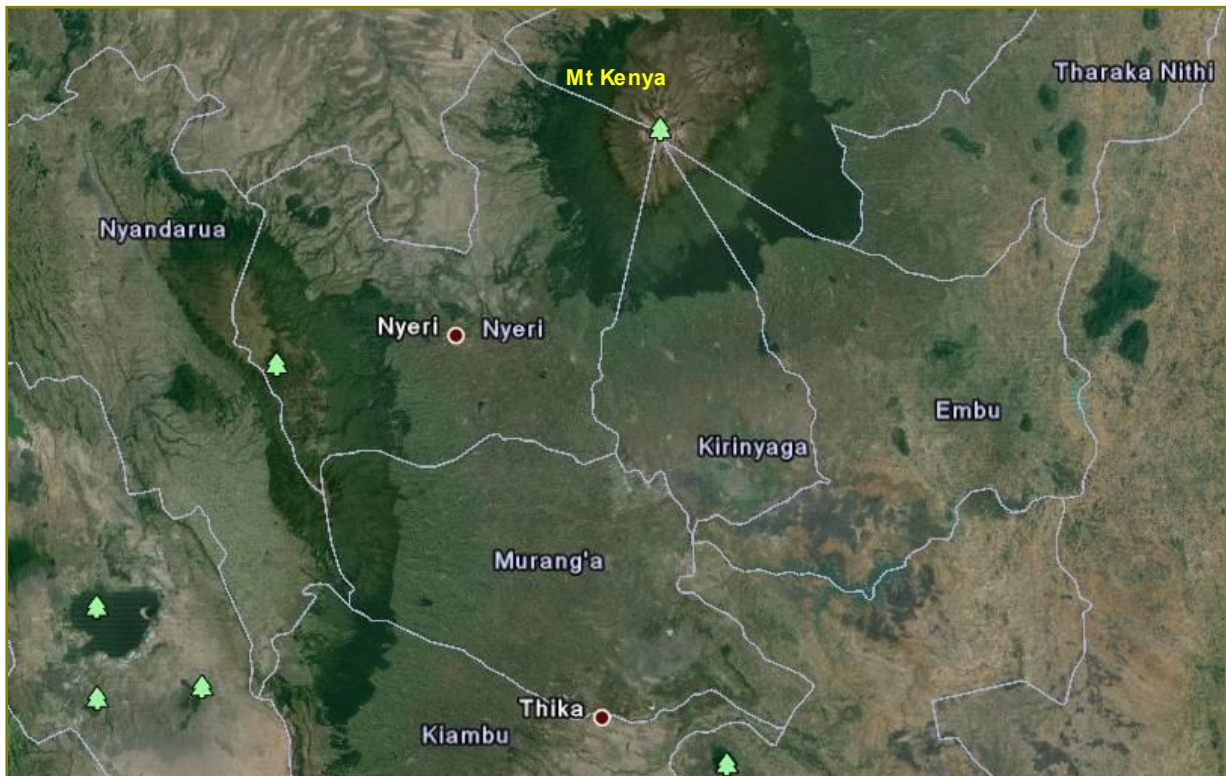 Mt Kenya
Tharaka Nithi
Nyandarua
Nyeri
Nyeri
Embu
Kirinyaga
Murang'a
Thika
Kiambu